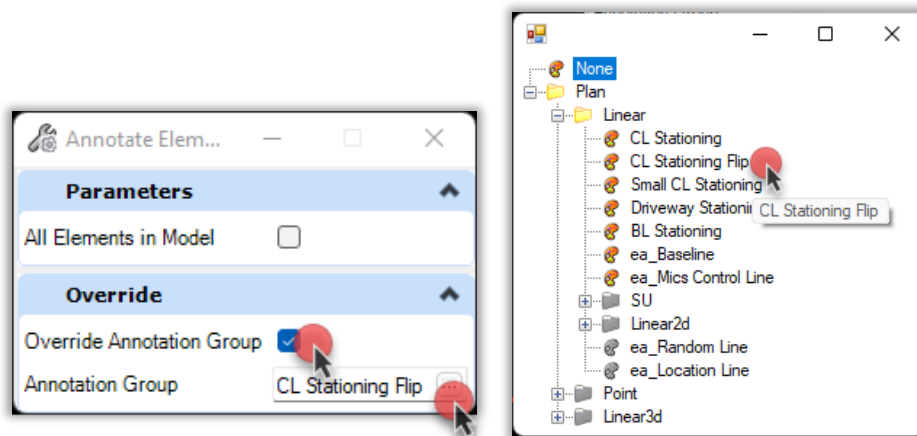 Annotate Elem...
Parameters
All Elements in Model
Override
Override Annotation Group
Annotation Group CL Stationing Flip ...
None
Plan
Linear
CL Stationing
CL Stationing Flip
Small CL Stationing
Driveway Stationin
CL Stationing Flip
BL Stationing
ea_Baseline
ea_Mics Control Line
SU
Linear2d
ea_Random Line
ea_Location Line
Point
Linear3d